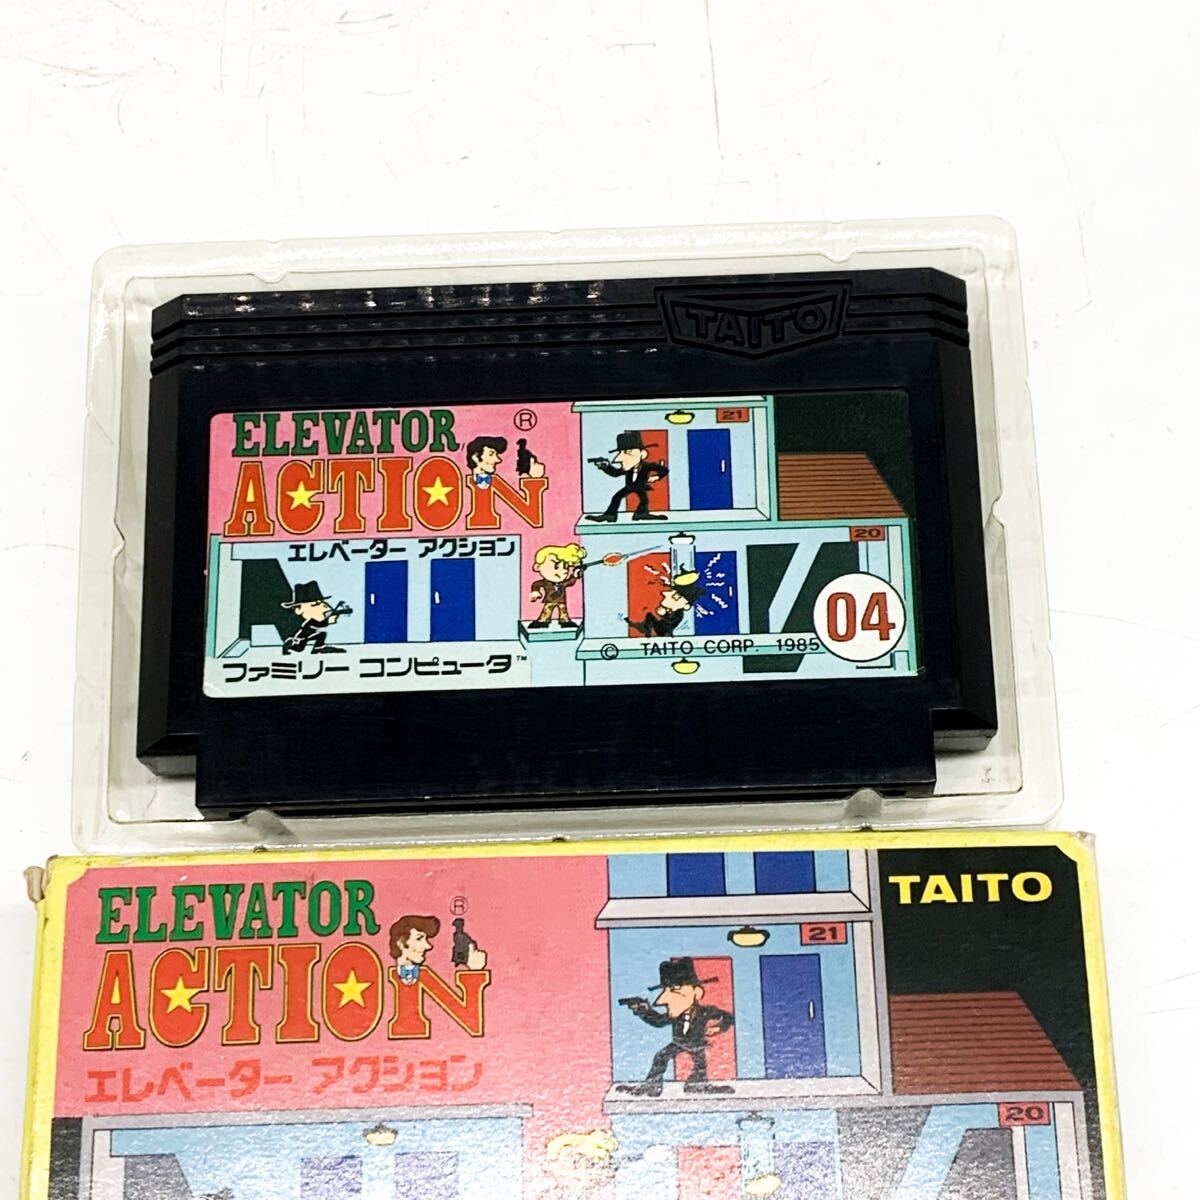 TAITO
ELEVATOR ®
ACTION
エレベーター アクション
21
20
04
© TAITO CORP. 1985
ファミリー コンピュータ™
ELEVATOR ®
ACTION
エレベーター アクション
TAITO
21
20